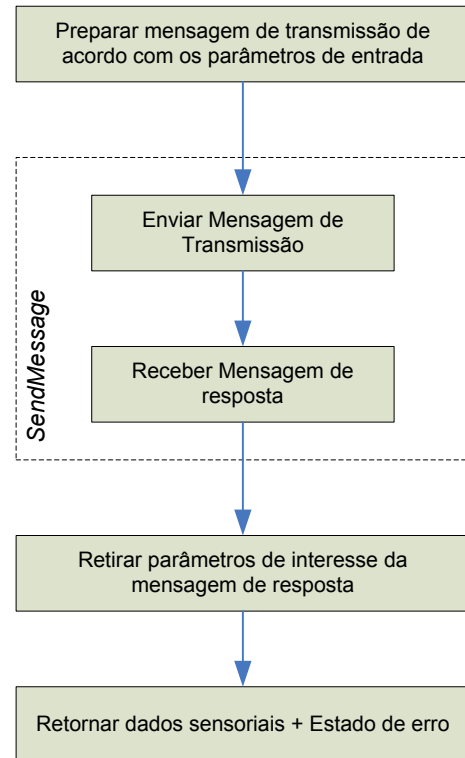 Preparar mensagem de transmissão de
acordo com os parâmetros de entrada
Enviar Mensagem de
Transmissão
SendMessage
Receber Mensagem de
resposta
Retirar parâmetros de interesse da
mensagem de resposta
Retornar dados sensoriais + Estado de erro